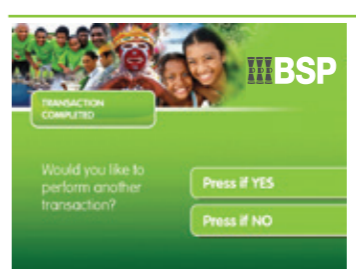 BSP
TRANSACTION
COMPLETED
Would you like to
perform another
transaction?
Press if YES
Press if NO